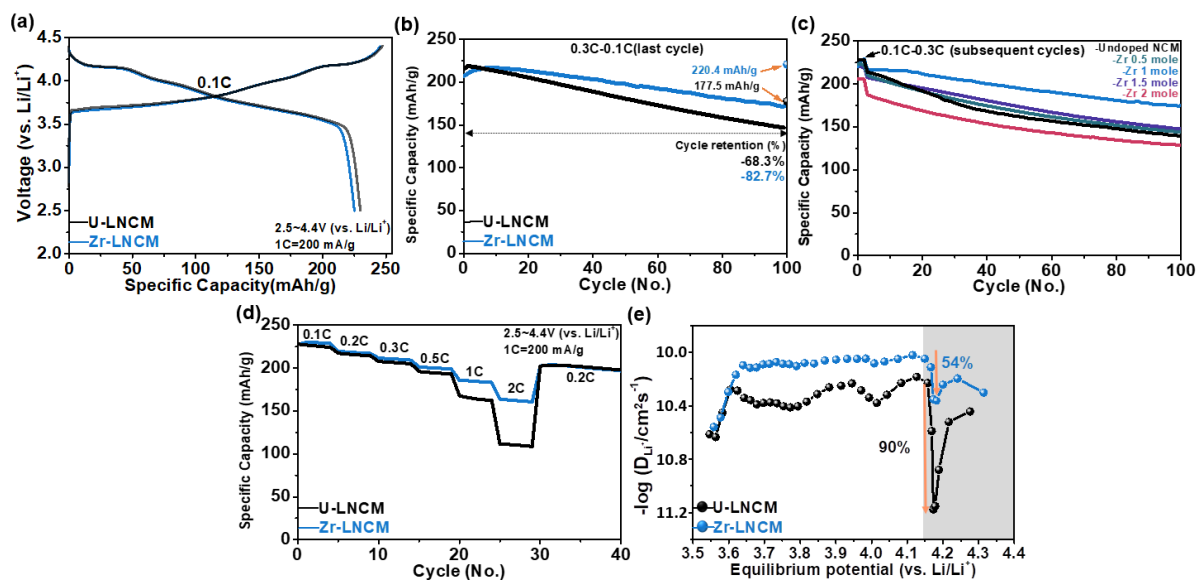 (a)
4.5
4.0
3.5
3.0
2.5
2.0
Voltage (vs. Li/Li⁺)
0.1C
U-LNCM
Zr-LNCM
2.5~4.4V (vs. Li/Li⁺)
1C=200 mA/g
0 50 100 150 200 250
Specific Capacity(mAh/g)
(b)
250
200
150
100
50
0
Specific Capacity (mAh/g)
0.3C-0.1C(last cycle)
220.4 mAh/g
177.5 mAh/g
Cycle retention (%)
-68.3%
-82.7%
U-LNCM
Zr-LNCM
0 20 40 60 80 100
Cycle (No.)
(c)
250
200
150
100
50
0
Specific Capacity (mAh/g)
0.1C-0.3C (subsequent cycles)
-Undoped NCM
-Zr 0.5 mole
-Zr 1 mole
-Zr 1.5 mole
-Zr 2 mole
0 20 40 60 80 100
Cycle (No.)
(d)
250
200
150
100
50
0
Specific Capacity (mAh/g)
0.1C
0.2C
0.3C
0.5C
1C
2C
0.2C
2.5~4.4V (vs. Li/Li⁺)
1C=200 mA/g
U-LNCM
Zr-LNCM
0 10 20 30 40
Cycle (No.)
(e)
10.0
10.4
10.8
11.2
-log (D_Li⁺/cm²s⁻¹)
54%
90%
U-LNCM
Zr-LNCM
3.5 3.6 3.7 3.8 3.9 4.0 4.1 4.2 4.3 4.4
Equilibrium potential (vs. Li/Li⁺)